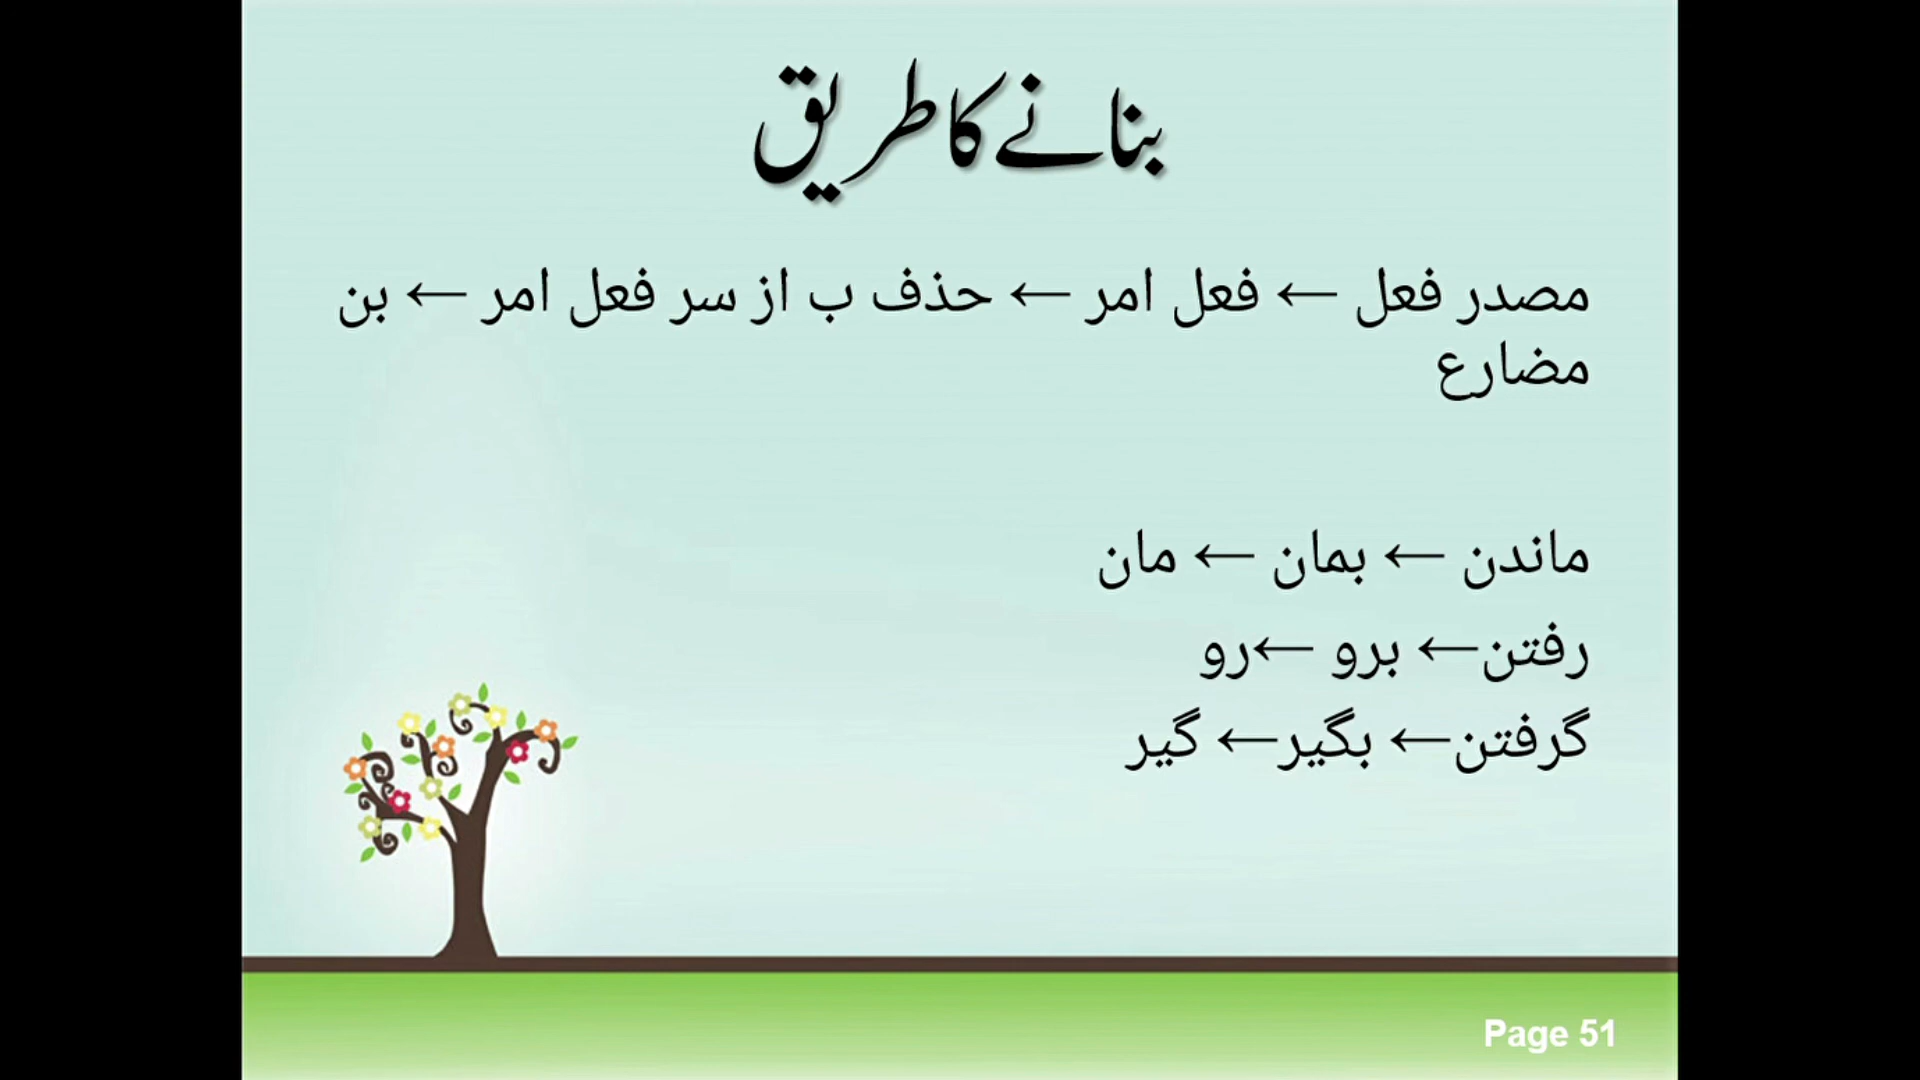 بنانے کا طریق
مصدر فعل ← فعل امر ← حذف ب از سر فعل امر ← بن
مضارع
ماندن ← بمان ← مان
رفتن← برو ←رو
گرفتن← بگیر← گیر
Page 51